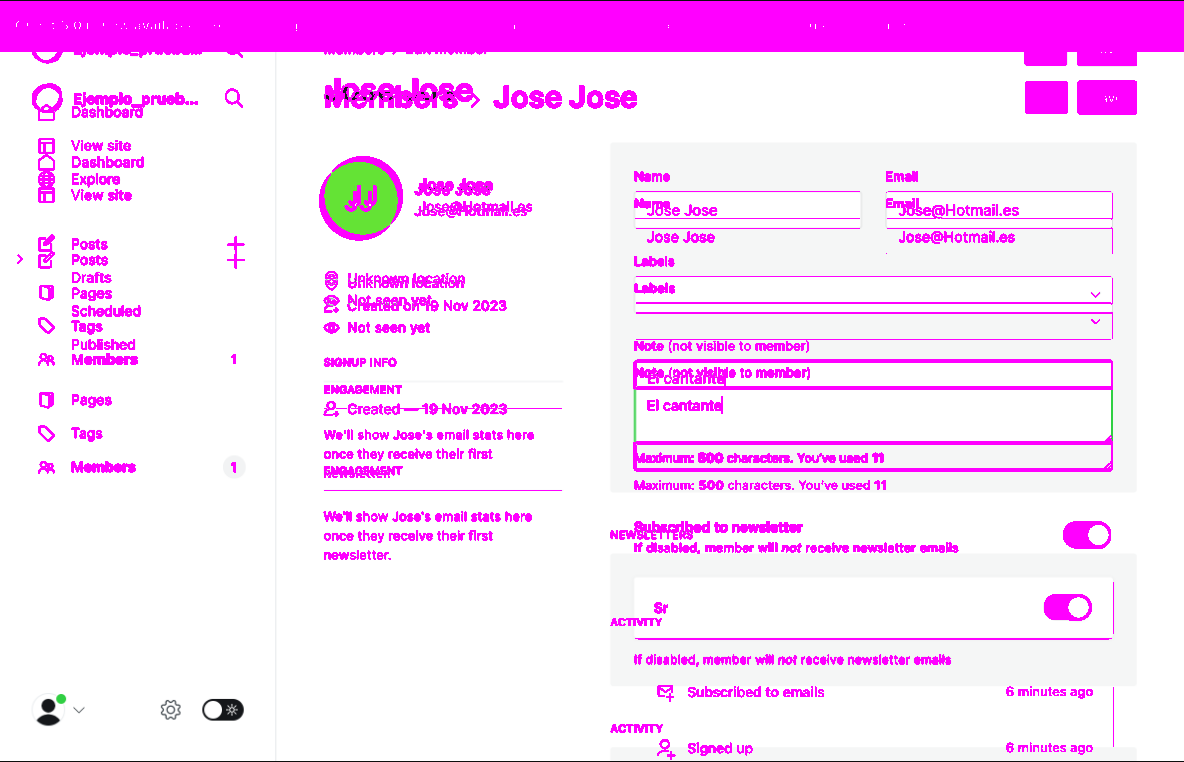 Ejemplo_prueb...
Ejemplo_prueb...
Dashboard
View site
Dashboard
Explore
View site
Posts
Posts
Drafts
Pages
Scheduled
Tags
Published
Members 1
Pages
Tags
Members 1
Members > Edit member
Jose Jose
Members > Jose Jose
JJ
Jose Jose
Jose Jose
Jose@Hotmail.es
Jose@Hotmail.es
Unknown location
Unknown location
Not seen yet
Created on 19 Nov 2023
Not seen yet
SIGNUP INFO
ENGAGEMENT
Created — 19 Nov 2023
We'll show Jose's email stats here
once they receive their first
newsletter.
ENGAGEMENT
We'll show Jose's email stats here
once they receive their first
newsletter.
Name Email
Name Email
Jose Jose Jose@Hotmail.es
Jose Jose Jose@Hotmail.es
Labels
Labels
Note (not visible to member)
Note (not visible to member)
El cantante
El cantante
Maximum: 500 characters. You've used 11
Maximum: 500 characters. You've used 11
Subscribed to newsletter
NEWSLETTERS
If disabled, member will not receive newsletter emails
Sr
ACTIVITY
If disabled, member will not receive newsletter emails
Subscribed to emails 6 minutes ago
ACTIVITY
Signed up 6 minutes ago